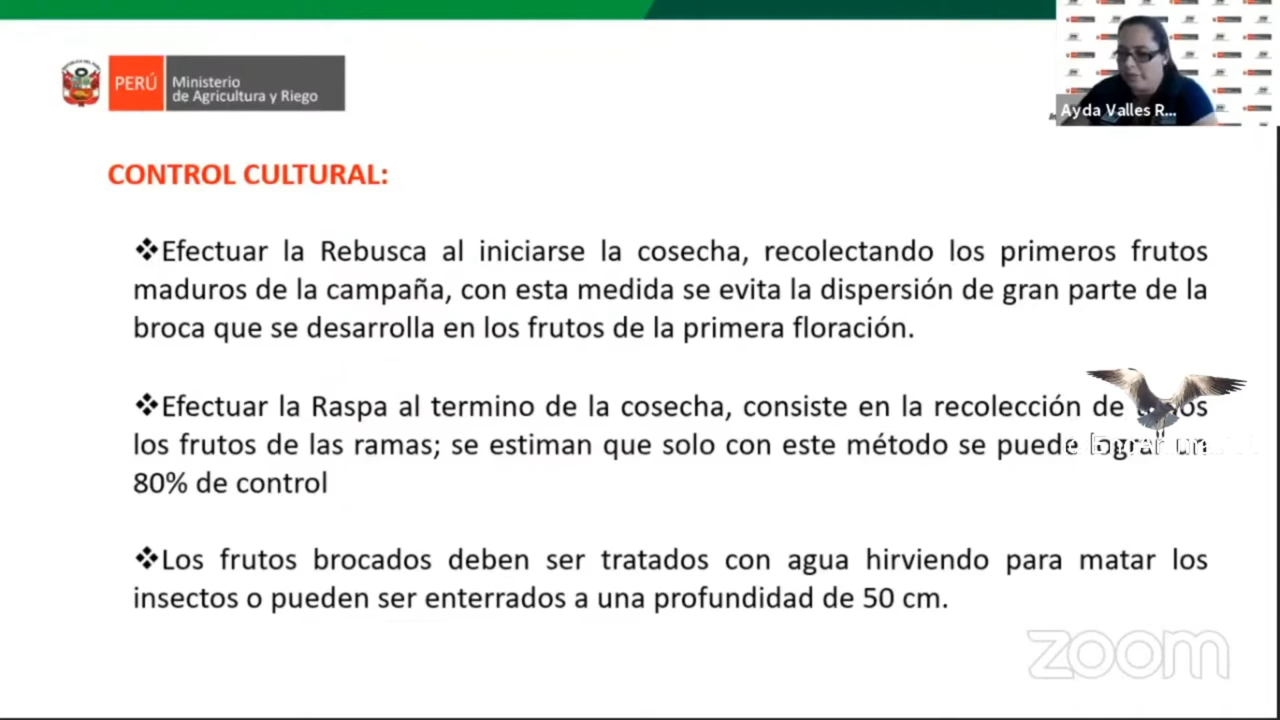 PERÚ
Ministerio
de Agricultura y Riego
Ayda Valles R...
CONTROL CULTURAL:
❖Efectuar la Rebusca al iniciarse la cosecha, recolectando los primeros frutos
maduros de la campaña, con esta medida se evita la dispersión de gran parte de la
broca que se desarrolla en los frutos de la primera floración.
❖Efectuar la Raspa al termino de la cosecha, consiste en la recolección de
los frutos de las ramas; se estiman que solo con este método se puede
80% de control
❖Los frutos brocados deben ser tratados con agua hirviendo para matar los
insectos o pueden ser enterrados a una profundidad de 50 cm.
zoom